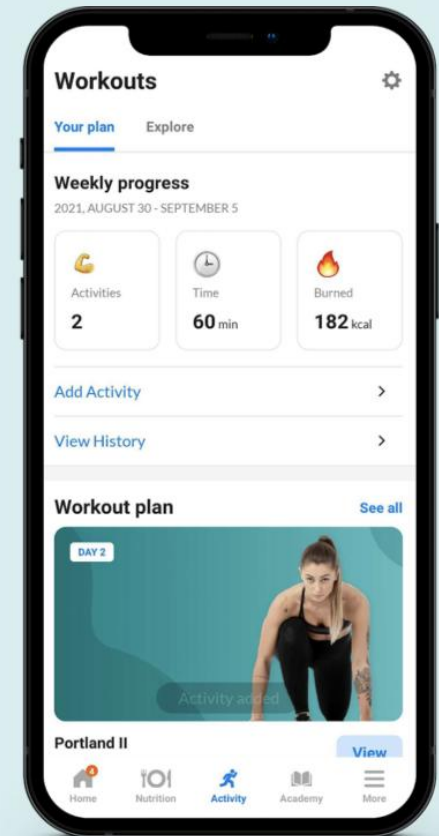 Workouts
Your plan Explore
Weekly progress
2021, AUGUST 30 - SEPTEMBER 5
Activities Time Burned
2 60 min 182 kcal
Add Activity
View History
Workout plan See all
DAY 2
Activity added
Portland II View
4
Home Nutrition Activity Academy More